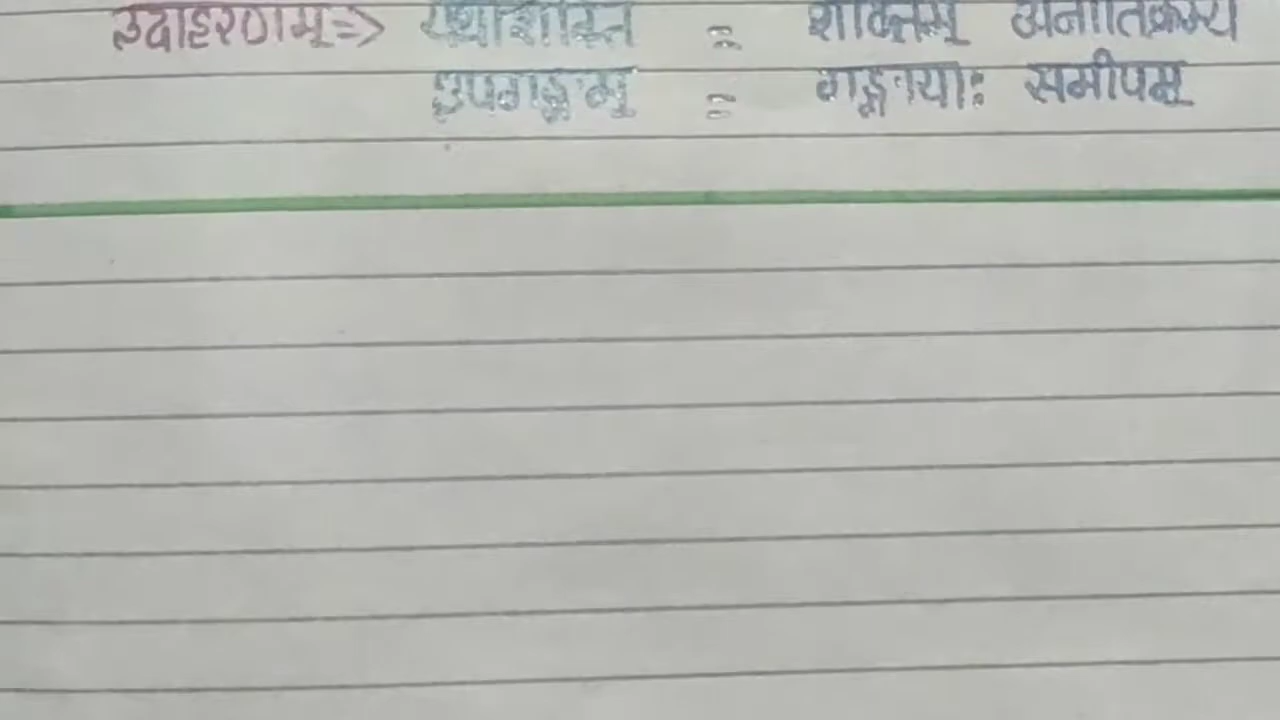 उदाहरणम् => यथाशक्ति = शक्तिम् अनतिक्रम्य
उपगङ्गम् = गङ्गायाः समीपम्